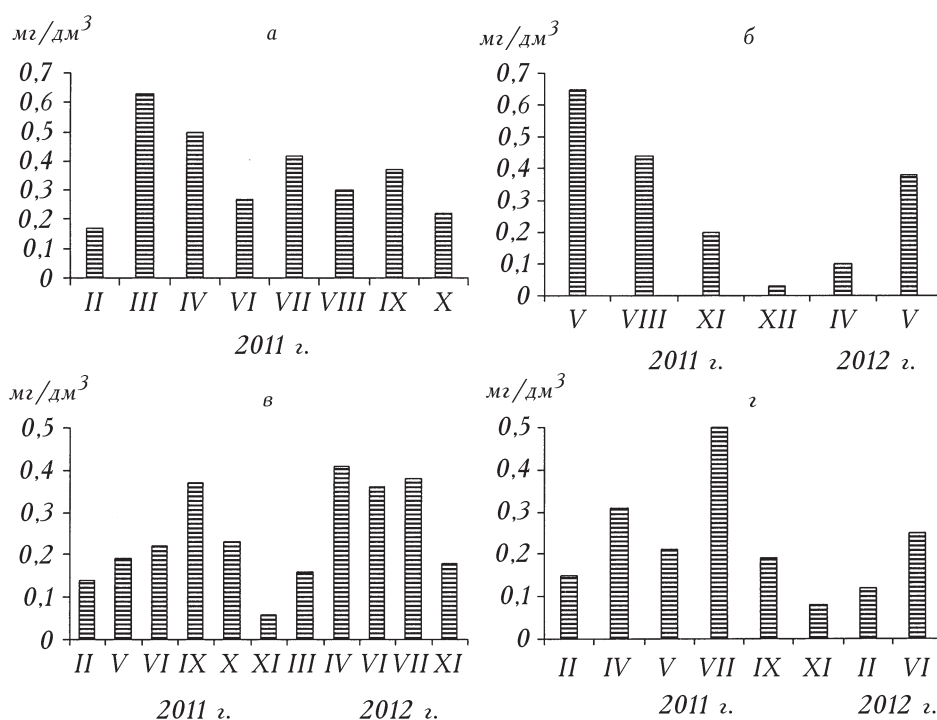 мг/дм³ а
0,7
0,6
0,5
0,4
0,3
0,2
0,1
0
II III IV VI VII VIII IX X
2011 г.
мг/дм³ б
0,7
0,6
0,5
0,4
0,3
0,2
0,1
0
V VIII XI XII IV V
2011 г. 2012 г.
мг/дм³ в
0,5
0,4
0,3
0,2
0,1
0
II V VI IX X XI III IV VI VII XI
2011 г. 2012 г.
мг/дм³ г
0,5
0,4
0,3
0,2
0,1
0
II IV V VII IX XI II VI
2011 г. 2012 г.